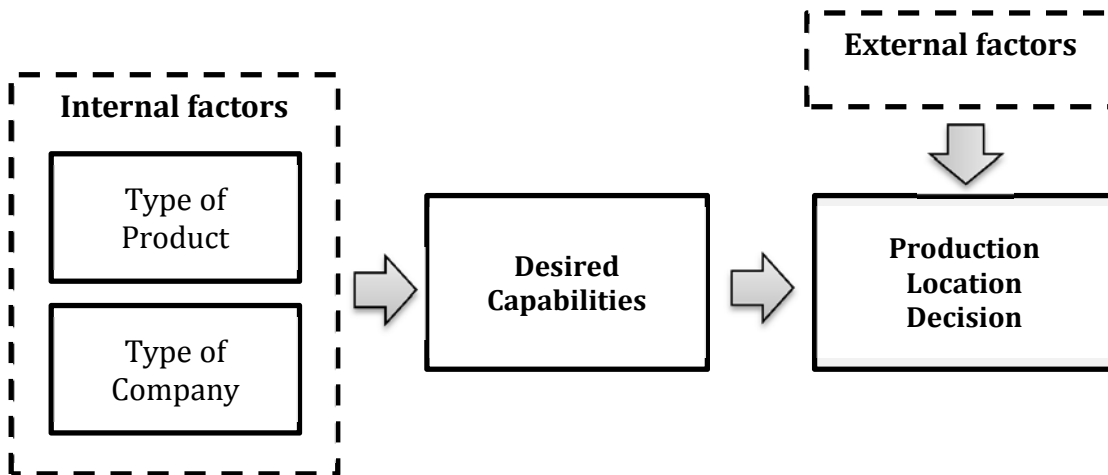 External factors
Internal factors
Type of
Product
Type of
Company
Desired
Capabilities
Production
Location
Decision